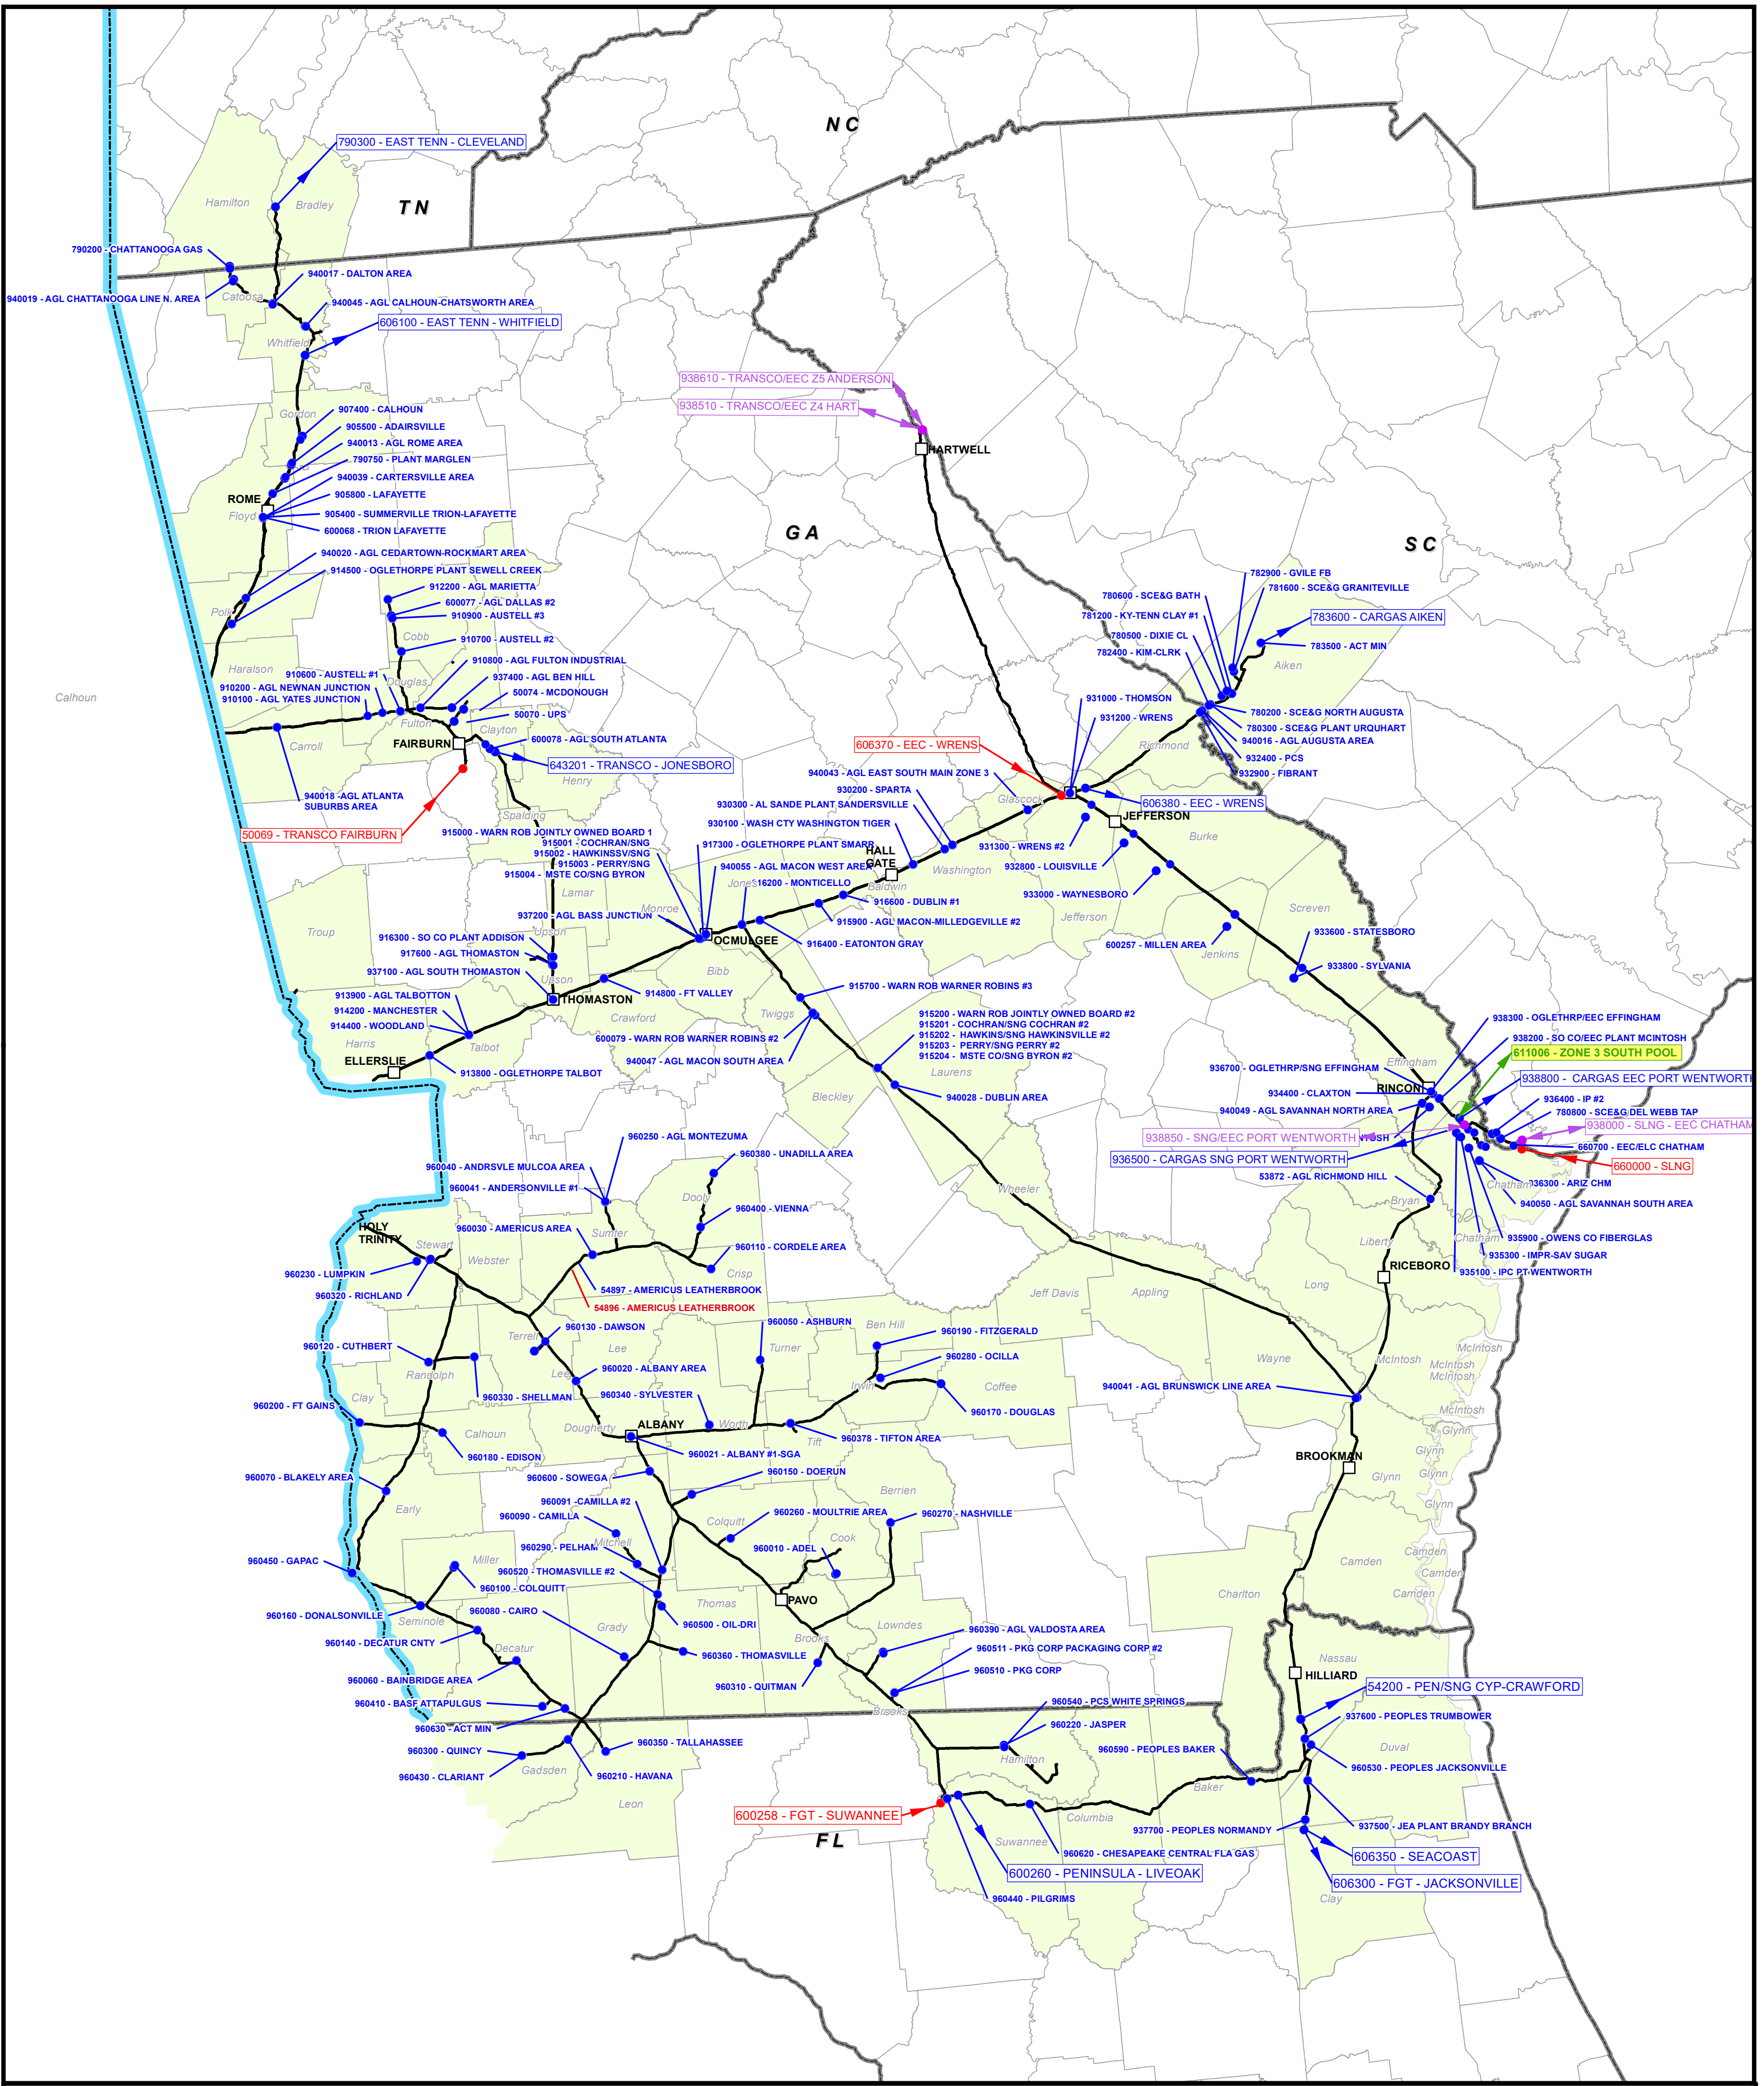 N C
790300 - EAST TENN - CLEVELAND
Hamilton
Bradley
T N
790200 - CHATTANOOGA GAS
940017 - DALTON AREA
940019 - AGL CHATTANOOGA LINE N. AREA
Catoosa
940045 - AGL CALHOUN-CHATSWORTH AREA
606100 - EAST TENN - WHITFIELD
Whitfield
938610 - TRANSCO/EEC Z5 ANDERSON
938510 - TRANSCO/EEC Z4 HART
HARTWELL
Gordon
907400 - CALHOUN
905500 - ADAIRSVILLE
940013 - AGL ROME AREA
790750 - PLANT MARGLEN
940039 - CARTERSVILLE AREA
905800 - LAFAYETTE
ROME
Floyd
905400 - SUMMERVILLE TRION-LAFAYETTE
600068 - TRION LAFAYETTE
G A
S C
940020 - AGL CEDARTOWN-ROCKMART AREA
914500 - OGLETHORPE PLANT SEWELL CREEK
912200 - AGL MARIETTA
600077 - AGL DALLAS #2
910900 - AUSTELL #3
Polk
Cobb
910700 - AUSTELL #2
Haralson
910800 - AGL FULTON INDUSTRIAL
910600 - AUSTELL #1
937400 - AGL BEN HILL
910200 - AGL NEWNAN JUNCTION
Douglas
50074 - MCDONOUGH
910100 - AGL YATES JUNCTION
Calhoun
50070 - UPS
Fulton
Clayton
Carroll
FAIRBURN
600078 - AGL SOUTH ATLANTA
643201 - TRANSCO - JONESBORO
Henry
940018 -AGL ATLANTA
SUBURBS AREA
50069 - TRANSCO FAIRBURN
Spalding
782900 - GVILE FB
781600 - SCE&G GRANITEVILLE
780600 - SCE&G BATH
781200 - KY-TENN CLAY #1
783600 - CARGAS AIKEN
780500 - DIXIE CL
783500 - ACT MIN
782400 - KIM-CLRK
Aiken
931000 - THOMSON
931200 - WRENS
780200 - SCE&G NORTH AUGUSTA
780300 - SCE&G PLANT URQUHART
940016 - AGL AUGUSTA AREA
932400 - PCS
932900 - FIBRANT
Richmond
606370 - EEC - WRENS
606380 - EEC - WRENS
940043 - AGL EAST SOUTH MAIN ZONE 3
930200 - SPARTA
930300 - AL SANDE PLANT SANDERSVILLE
930100 - WASH CTY WASHINGTON TIGER
Glascock
JEFFERSON
Burke
915000 - WARN ROB JOINTLY OWNED BOARD 1
915001 - COCHRAN/SNG
915002 - HAWKINSSV/SNG
915003 - PERRY/SNG
915004 - MSTE CO/SNG BYRON
917300 - OGLETHORPE PLANT SMARR
940055 - AGL MACON WEST AREA
HALL
GATE
931300 - WRENS #2
932800 - LOUISVILLE
933000 - WAYNESBORO
Washington
Baldwin
Jones
16200 - MONTICELLO
916600 - DUBLIN #1
915900 - AGL MACON-MILLEDGEVILLE #2
916400 - EATONTON GRAY
Lamar
Monroe
937200 - AGL BASS JUNCTION
OCMULGEE
Jefferson
Screven
933600 - STATESBORO
600257 - MILLEN AREA
Jenkins
933800 - SYLVANIA
Troup
916300 - SO CO PLANT ADDISON
917600 - AGL THOMASTON
Upson
937100 - AGL SOUTH THOMASTON
Upson
Bibb
THOMASTON
914800 - FT VALLEY
Crawford
Twiggs
915700 - WARN ROB WARNER ROBINS #3
913900 - AGL TALBOTTON
914200 - MANCHESTER
914400 - WOODLAND
Harris
Talbot
ELLERSLIE
913800 - OGLETHORPE TALBOT
600079 - WARN ROB WARNER ROBINS #2
940047 - AGL MACON SOUTH AREA
915200 - WARN ROB JOINTLY OWNED BOARD #2
915201 - COCHRAN/SNG COCHRAN #2
915202 - HAWKINS/SNG HAWKINSVILLE #2
915203 - PERRY/SNG PERRY #2
915204 - MSTE CO/SNG BYRON #2
Laurens
Bleckley
940028 - DUBLIN AREA
938300 - OGLETHRP/EEC EFFINGHAM
938200 - SO CO/EEC PLANT MCINTOSH
611006 - ZONE 3 SOUTH POOL
Effingham
936700 - OGLETHRP/SNG EFFINGHAM
938800 - CARGAS EEC PORT WENTWORTH
RINCON
934400 - CLAXTON
936400 - IP #2
940049 - AGL SAVANNAH NORTH AREA
780800 - SCE&G DEL WEBB TAP
938000 - SLNG - EEC CHATHAM
938850 - SNG/EEC PORT WENTWORTH
NTOSH
660700 - EEC/ELC CHATHAM
936500 - CARGAS SNG PORT WENTWORTH
660000 - SLNG
53872 - AGL RICHMOND HILL
Chatham
936300 - ARIZ CHM
Bryan
940050 - AGL SAVANNAH SOUTH AREA
Chatham
935900 - OWENS CO FIBERGLAS
Liberty
935300 - IMPR-SAV SUGAR
RICEBORO
935100 - IPC PT WENTWORTH
Wheeler
Long
Jeff Davis
Appling
960250 - AGL MONTEZUMA
960380 - UNADILLA AREA
960040 - ANDRSVLE MULCOA AREA
960041 - ANDERSONVILLE #1
Dooly
960400 - VIENNA
HOLY
TRINITY
Stewart
Webster
960030 - AMERICUS AREA
Sumter
960110 - CORDELE AREA
960230 - LUMPKIN
Crisp
960320 - RICHLAND
54897 - AMERICUS LEATHERBROOK
54896 - AMERICUS LEATHERBROOK
960050 - ASHBURN
Ben Hill
960190 - FITZGERALD
960130 - DAWSON
Terrell
Lee
Turner
960120 - CUTHBERT
960280 - OCILLA
Randolph
Lee
960020 - ALBANY AREA
Irwin
Coffee
960330 - SHELLMAN
960340 - SYLVESTER
960170 - DOUGLAS
Clay
960200 - FT GAINS
Dougherty
ALBANY
Worth
Tift
960378 - TIFTON AREA
Calhoun
960180 - EDISON
960021 - ALBANY #1-SGA
Wayne
McIntosh
McIntosh
McIntosh
McIntosh
940041 - AGL BRUNSWICK LINE AREA
McIntosh
Glynn
Glynn
BROOKMAN
Glynn
Glynn
Glynn
960070 - BLAKELY AREA
960600 - SOWEGA
960150 - DOERUN
Berrien
Early
960091 -CAMILLA #2
960090 - CAMILLA
Colquitt
960260 - MOULTRIE AREA
960270 - NASHVILLE
Mitchell
960290 - PELHAM
Cook
960010 - ADEL
960450 - GAPAC
Miller
960520 - THOMASVILLE #2
960100 - COLQUITT
960080 - CAIRO
Thomas
PAVO
960160 - DONALSONVILLE
Seminole
960500 - OIL-DRI
Lowndes
960140 - DECATUR CNTY
Decatur
Grady
Brooks
960390 - AGL VALDOSTA AREA
960360 - THOMASVILLE
960511 - PKG CORP PACKAGING CORP #2
960060 - BAINBRIDGE AREA
960310 - QUITMAN
960510 - PKG CORP
960410 - BASF ATTAPULGUS
Brooks
960630 - ACT MIN
960540 - PCS WHITE SPRINGS
960300 - QUINCY
960350 - TALLAHASSEE
960220 - JASPER
960430 - CLARIANT
Gadsden
960210 - HAVANA
Hamilton
Leon
Camden
Camden
Camden
Camden
Charlton
Nassau
HILLIARD
54200 - PEN/SNG CYP-CRAWFORD
937600 - PEOPLES TRUMBOWER
960590 - PEOPLES BAKER
Duval
960530 - PEOPLES JACKSONVILLE
Baker
600258 - FGT - SUWANNEE
Columbia
F L
Suwannee
937700 - PEOPLES NORMANDY
937500 - JEA PLANT BRANDY BRANCH
960620 - CHESAPEAKE CENTRAL FLA GAS
606350 - SEACOAST
600260 - PENINSULA - LIVEOAK
606300 - FGT - JACKSONVILLE
960440 - PILGRIMS
Clay